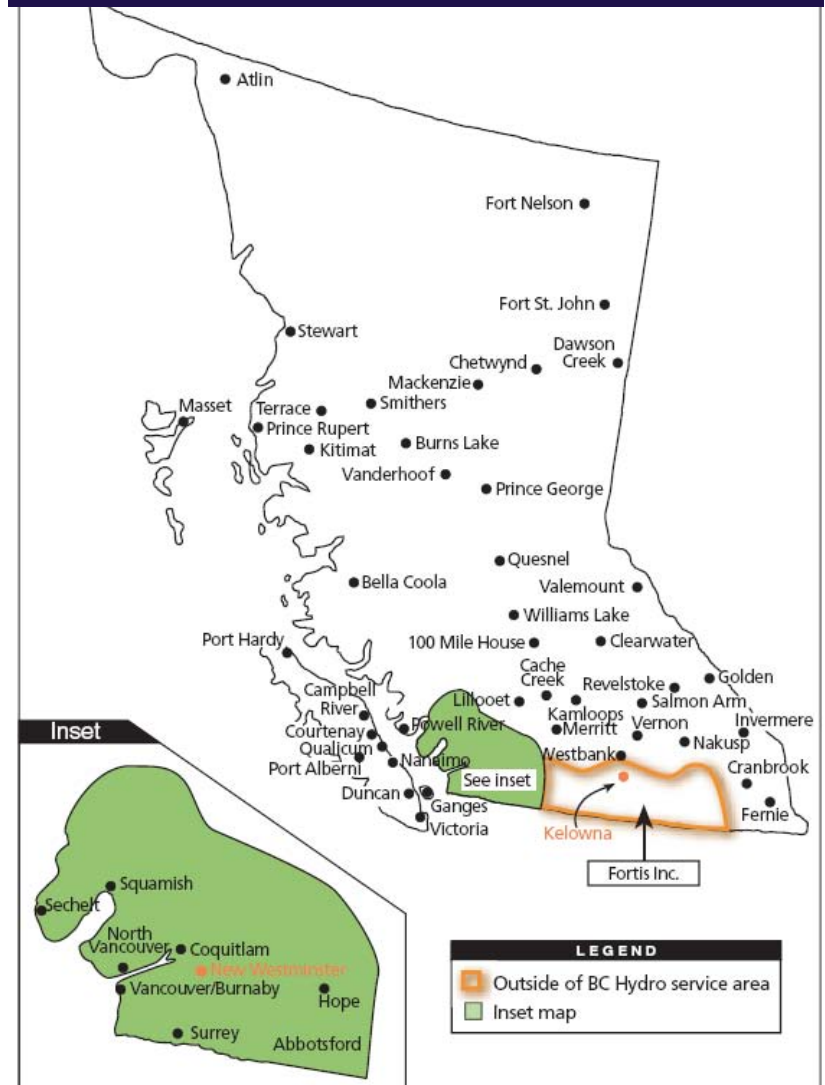 Atlin
Fort Nelson
Fort St. John
Dawson
Creek
Chetwynd
Mackenzie
Stewart
Smithers
Masset
Terrace
Prince Rupert
Kitimat
Burns Lake
Vanderhoof
Prince George
Quesnel
Bella Coola
Valemount
Williams Lake
Port Hardy
100 Mile House
Clearwater
Cache
Creek
Golden
Revelstoke
Campbell
River
Lillooet
Salmon Arm
Kamloops
Powell River
Merritt
Vernon
Invermere
Courtenay
Qualicum
Nakusp
Port Alberni
Nanaimo
Westbank
Cranbrook
See inset
Duncan
Ganges
Fernie
Victoria
Kelowna
Fortis Inc.
Inset
Squamish
Sechelt
North
Vancouver
Coquitlam
New Westminster
Vancouver/Burnaby
Hope
Surrey
Abbotsford
LEGEND
Outside of BC Hydro service area
Inset map